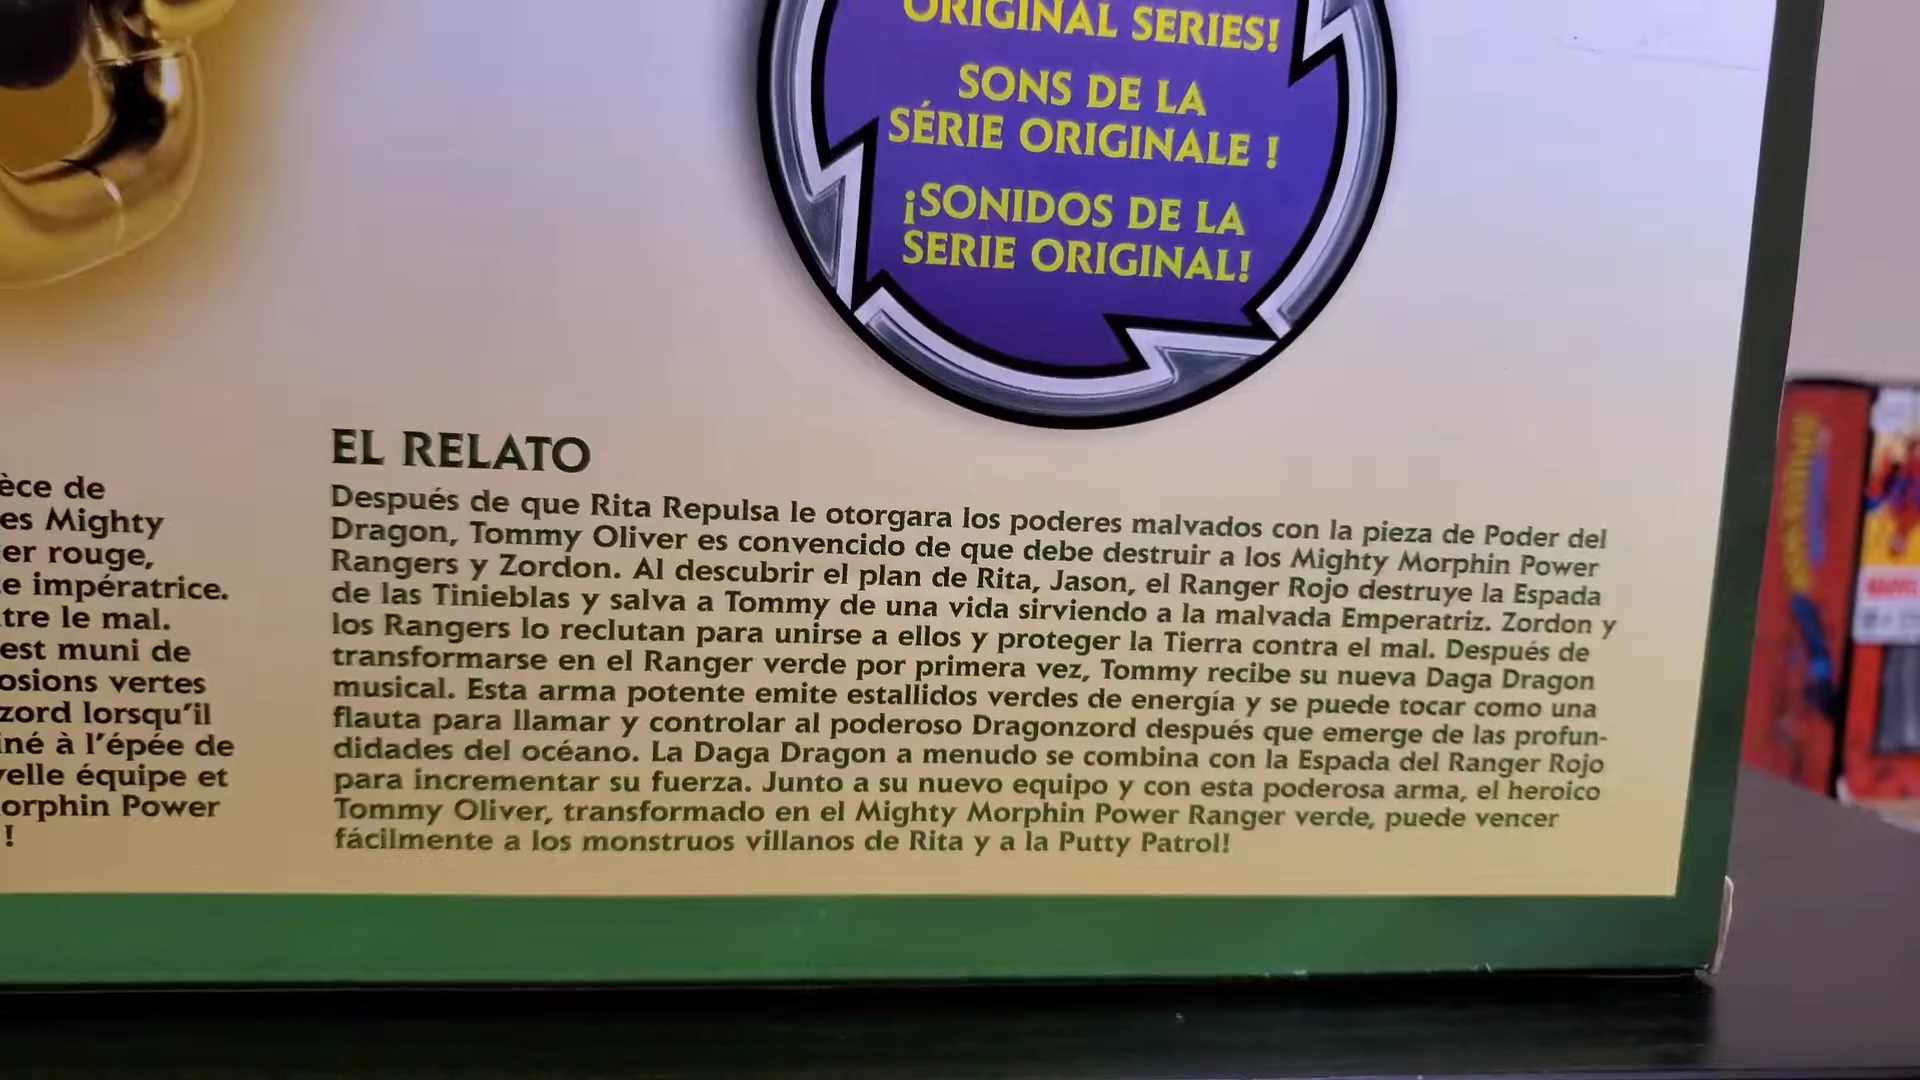 ORIGINAL SERIES!
SONS DE LA
SÉRIE ORIGINALE !
¡SONIDOS DE LA
SERIE ORIGINAL!
èce de
es Mighty
er rouge,
e impératrice.
tre le mal.
est muni de
osions vertes
zord lorsqu'il
iné à l'épée de
velle équipe et
orphin Power
!
EL RELATO
Después de que Rita Repulsa le otorgara los poderes malvados con la pieza de Poder del
Dragon, Tommy Oliver es convencido de que debe destruir a los Mighty Morphin Power
Rangers y Zordon. Al descubrir el plan de Rita, Jason, el Ranger Rojo destruye la Espada
de las Tinieblas y salva a Tommy de una vida sirviendo a la malvada Emperatriz. Zordon y
los Rangers lo reclutan para unirse a ellos y proteger la Tierra contra el mal. Después de
transformarse en el Ranger verde por primera vez, Tommy recibe su nueva Daga Dragon
musical. Esta arma potente emite estallidos verdes de energía y se puede tocar como una
flauta para llamar y controlar al poderoso Dragonzord después que emerge de las profun-
didades del océano. La Daga Dragon a menudo se combina con la Espada del Ranger Rojo
para incrementar su fuerza. Junto a su nuevo equipo y con esta poderosa arma, el heroico
Tommy Oliver, transformado en el Mighty Morphin Power Ranger verde, puede vencer
fácilmente a los monstruos villanos de Rita y a la Putty Patrol!